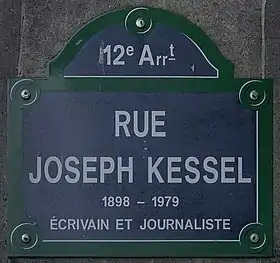 12e Arrt
RUE
JOSEPH KESSEL
1898 – 1979
ÉCRIVAIN ET JOURNALISTE